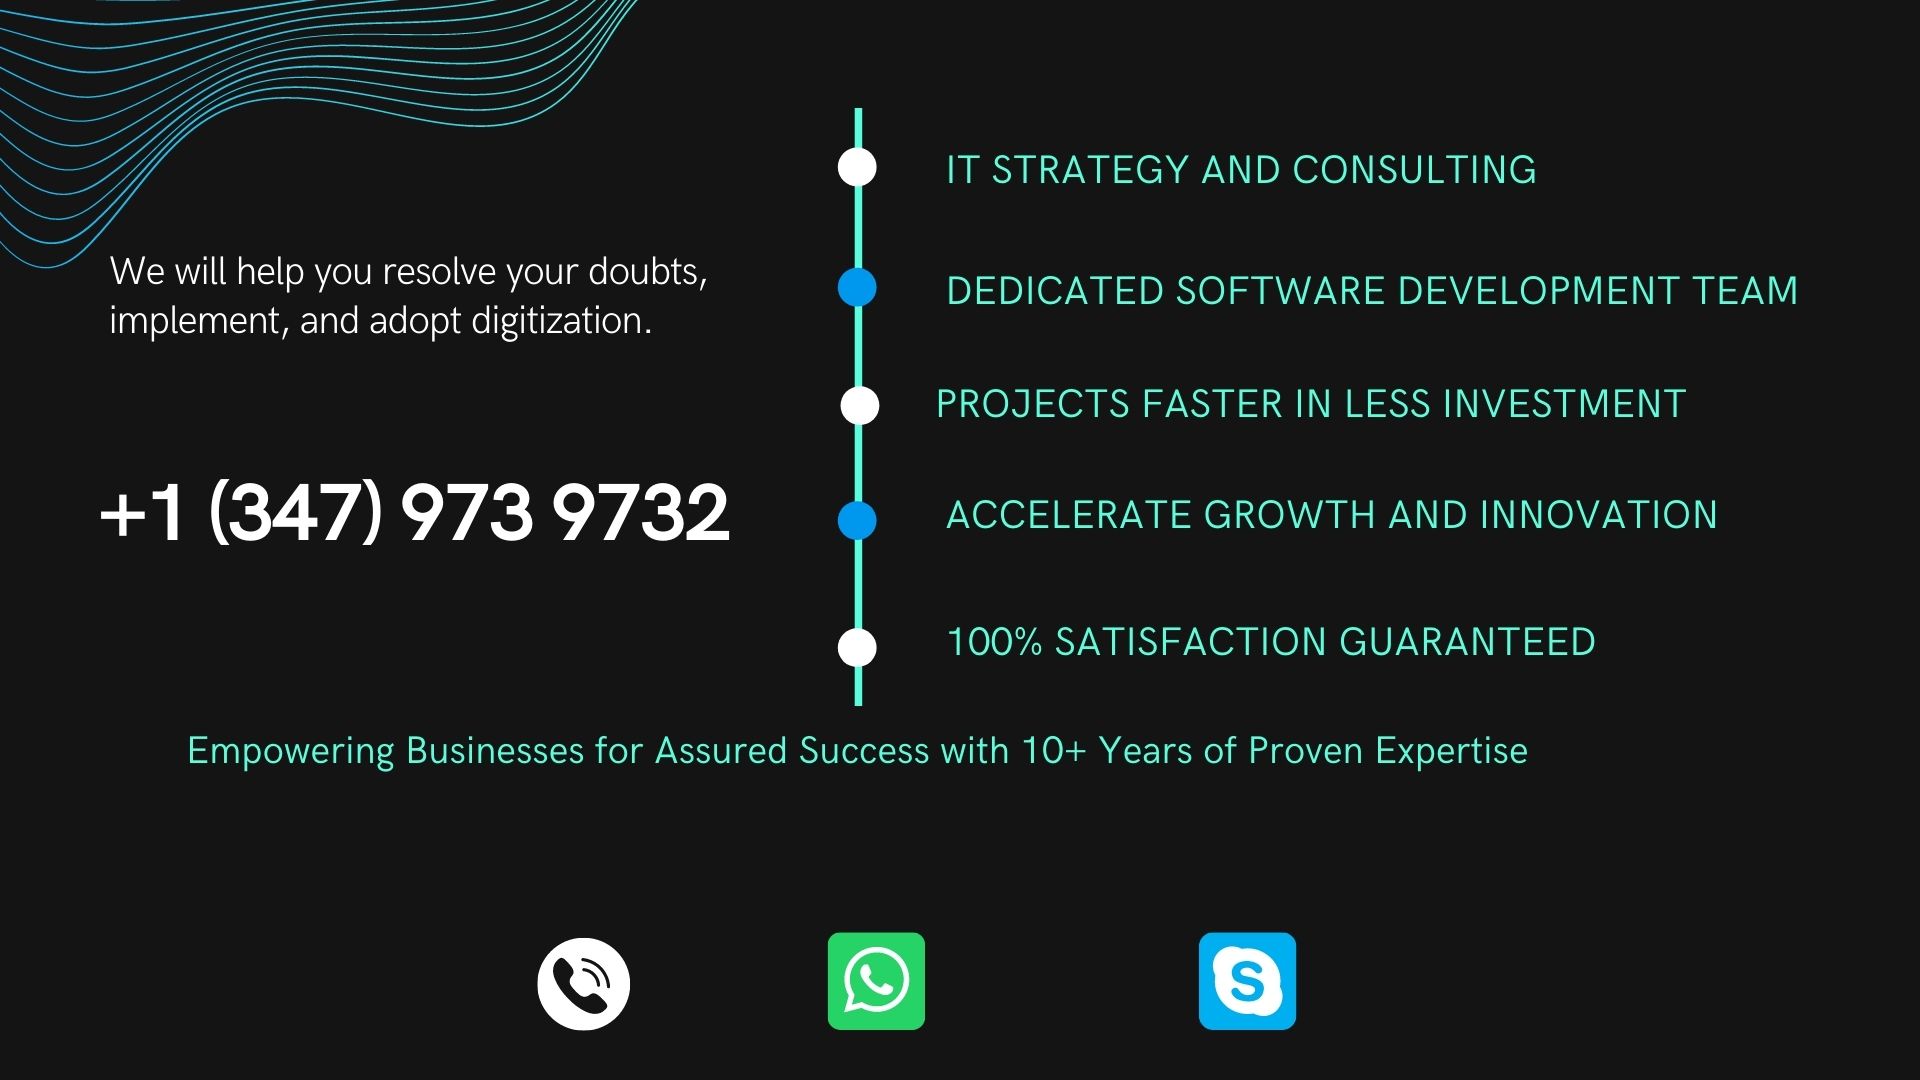 We will help you resolve your doubts,
implement, and adopt digitization.
+1 (347) 973 9732
IT STRATEGY AND CONSULTING
DEDICATED SOFTWARE DEVELOPMENT TEAM
PROJECTS FASTER IN LESS INVESTMENT
ACCELERATE GROWTH AND INNOVATION
100% SATISFACTION GUARANTEED
Empowering Businesses for Assured Success with 10+ Years of Proven Expertise